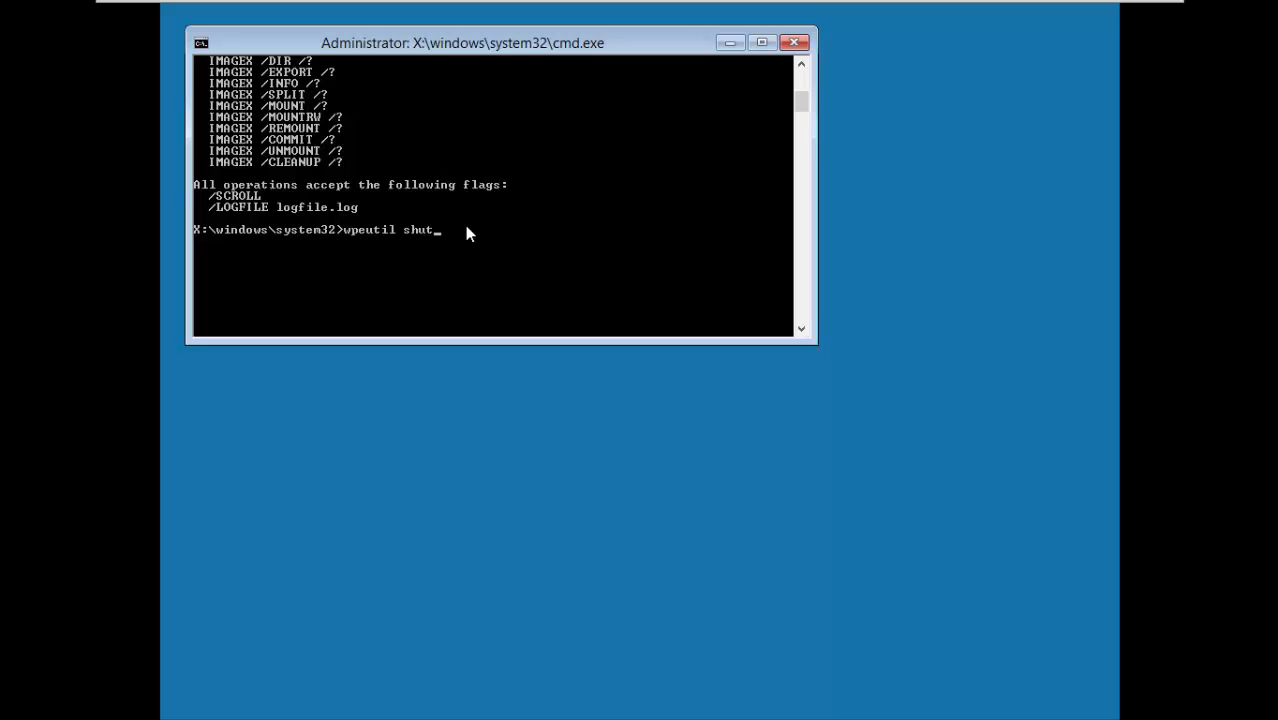 Administrator: X:\windows\system32\cmd.exe
IMAGEX /DIR /?
IMAGEX /EXPORT /?
IMAGEX /INFO /?
IMAGEX /SPLIT /?
IMAGEX /MOUNT /?
IMAGEX /MOUNTRW /?
IMAGEX /REMOUNT /?
IMAGEX /COMMIT /?
IMAGEX /UNMOUNT /?
IMAGEX /CLEANUP /?
All operations accept the following flags:
/SCROLL
/LOGFILE logfile.log
X:\windows\system32>wpeutil shut_